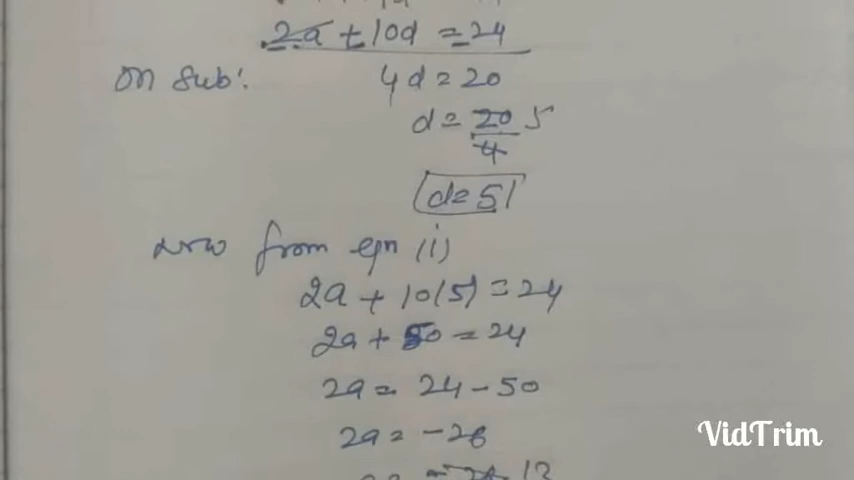 2a + 10d = 24
on sub:
4d = 20
d = 20/4 5
d = 5
now from eqn (i)
2a + 10(5) = 24
2a + 50 = 24
2a = 24 - 50
2a = -26
VidTrim